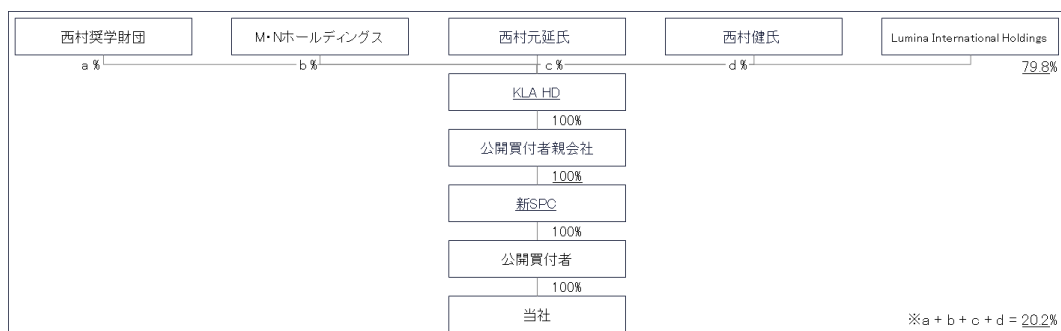 西村奨学財団
M・Nホールディングス
西村元延氏
西村健氏
Lumina International Holdings
a %
b %
c %
d %
79.8%
KLA HD
100%
公開買付者親会社
100%
新SPC
100%
公開買付者
100%
当社
※a + b + c + d = 20.2%